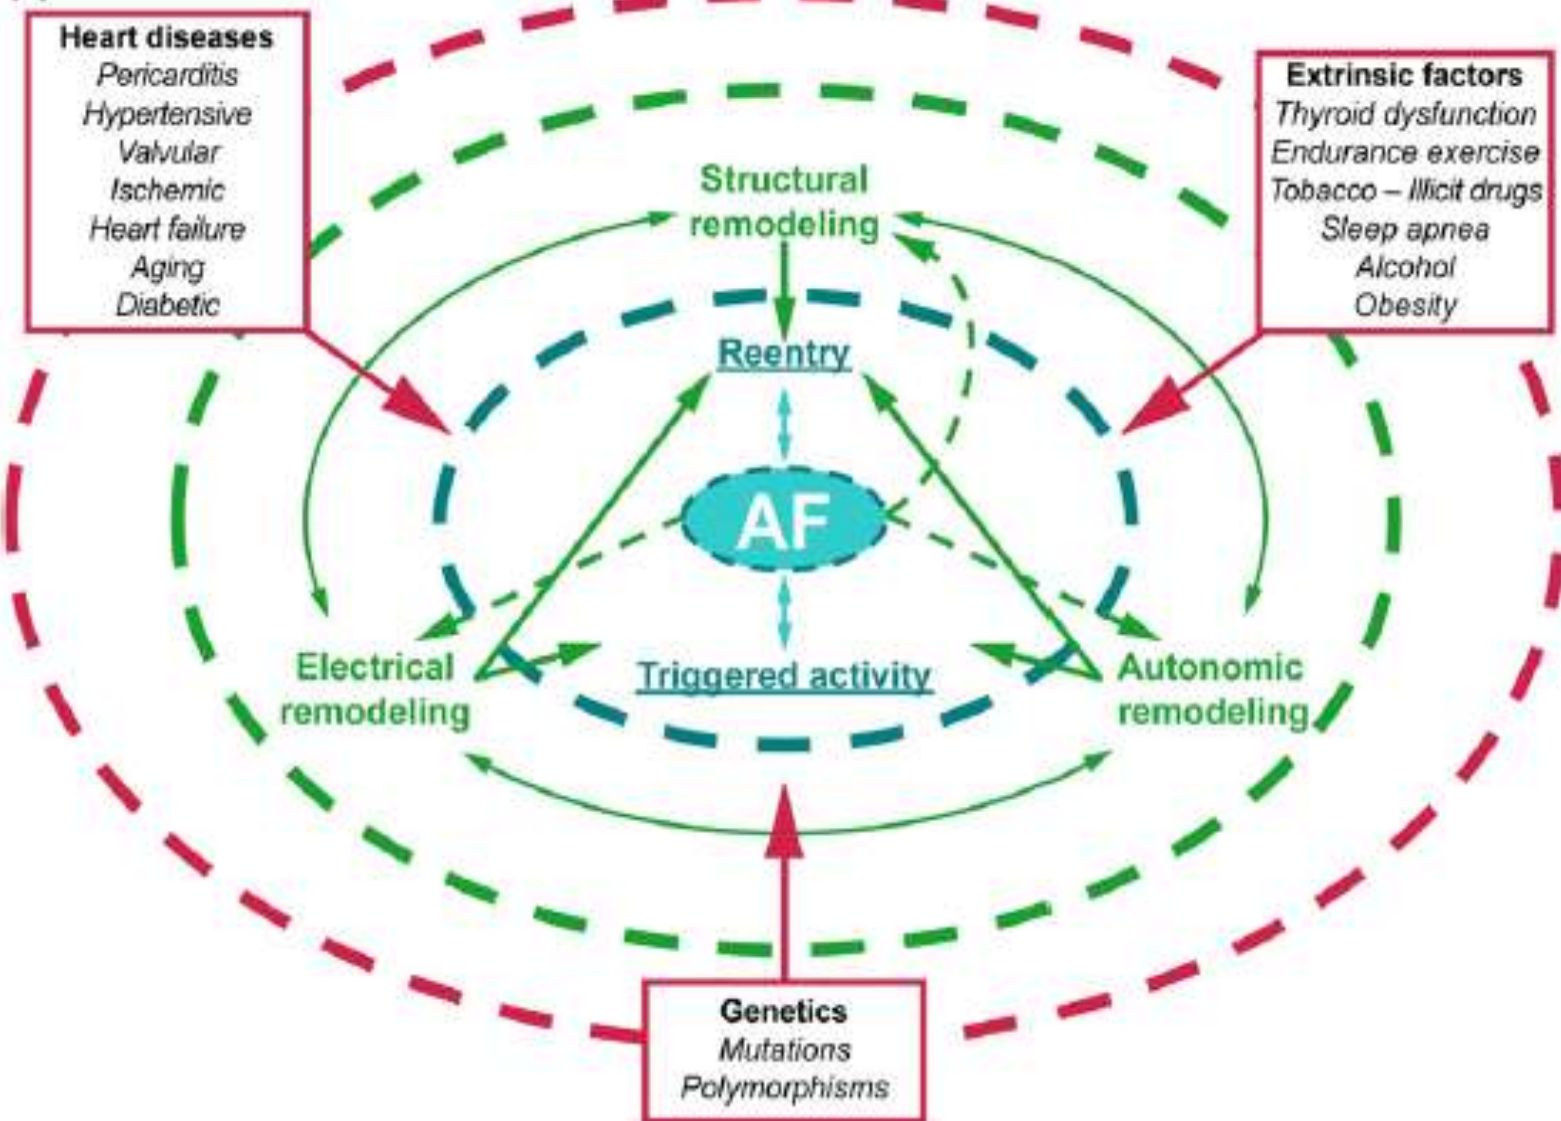 Heart diseases
Pericarditis
Hypertensive
Valvular
Ischemic
Heart failure
Aging
Diabetic
Extrinsic factors
Thyroid dysfunction
Endurance exercise
Tobacco – Illicit drugs
Sleep apnea
Alcohol
Obesity
Structural
remodeling
Reentry
AF
Electrical
remodeling
Triggered activity
Autonomic
remodeling
Genetics
Mutations
Polymorphisms